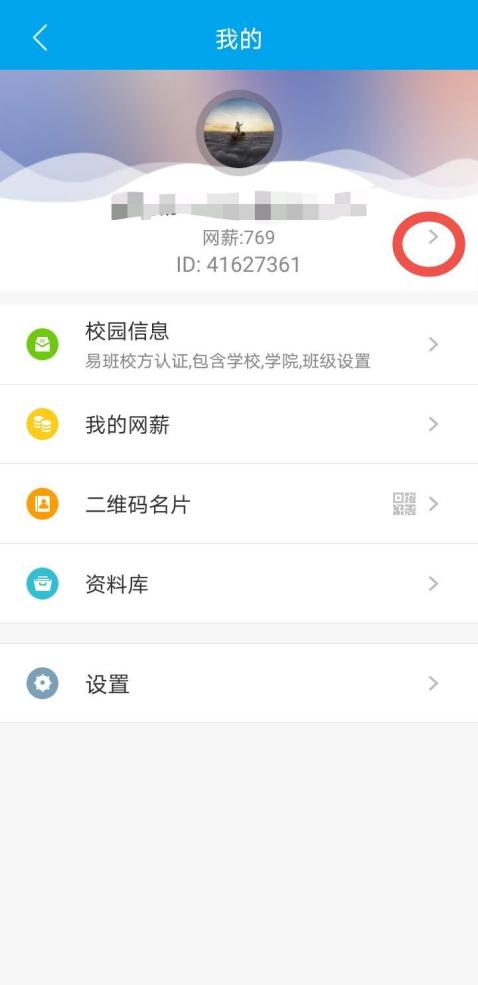 我的
网薪:769
ID: 41627361
校园信息
易班校方认证,包含学校,学院,班级设置
我的网薪
二维码名片
资料库
设置